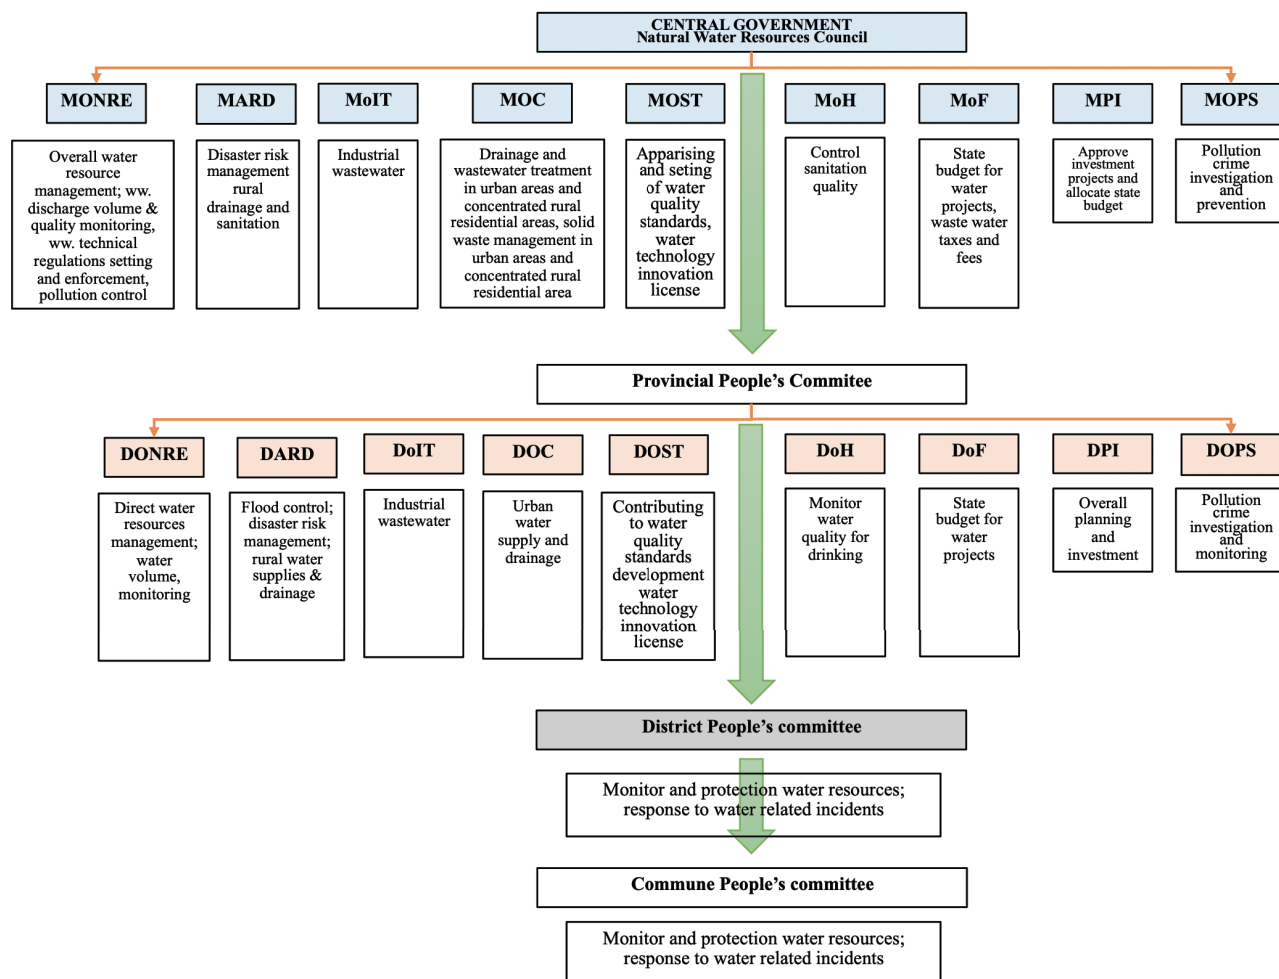 CENTRAL GOVERNMENT
Natural Water Resources Council
MONRE
MARD
MoIT
MOC
MOST
MoH
MoF
MPI
MOPS
Overall water
resource
management; ww.
discharge volume &
quality monitoring,
ww. technical
regulations setting
and enforcement,
pollution control
Disaster risk
management
rural
drainage and
sanitation
Industrial
wastewater
Drainage and
wastewater treatment
in urban areas and
concentrated rural
residential areas, solid
waste management in
urban areas and
concentrated rural
residential area
Apparising
and seting
of water
quality
standards,
water
technology
innovation
license
Control
sanitation
quality
State
budget for
water
projects,
waste water
taxes and
fees
Approve
investment
projects and
allocate state
budget
Pollution
crime
investigation
and
prevention
Provincial People’s Commitee
DONRE
DARD
DoIT
DOC
DOST
DoH
DoF
DPI
DOPS
Direct water
resources
management;
water
volume,
monitoring
Flood control;
disaster risk
management;
rural water
supplies &
drainage
Industrial
wastewater
Urban
water
supply and
drainage
Contributing
to water
quality
standards
development
water
technology
innovation
license
Monitor
water
quality for
drinking
State
budget for
water
projects
Overall
planning
and
investment
Pollution
crime
investigation
and
monitoring
District People’s committee
Monitor and protection water resources;
response to water related incidents
Commune People’s committee
Monitor and protection water resources;
response to water related incidents